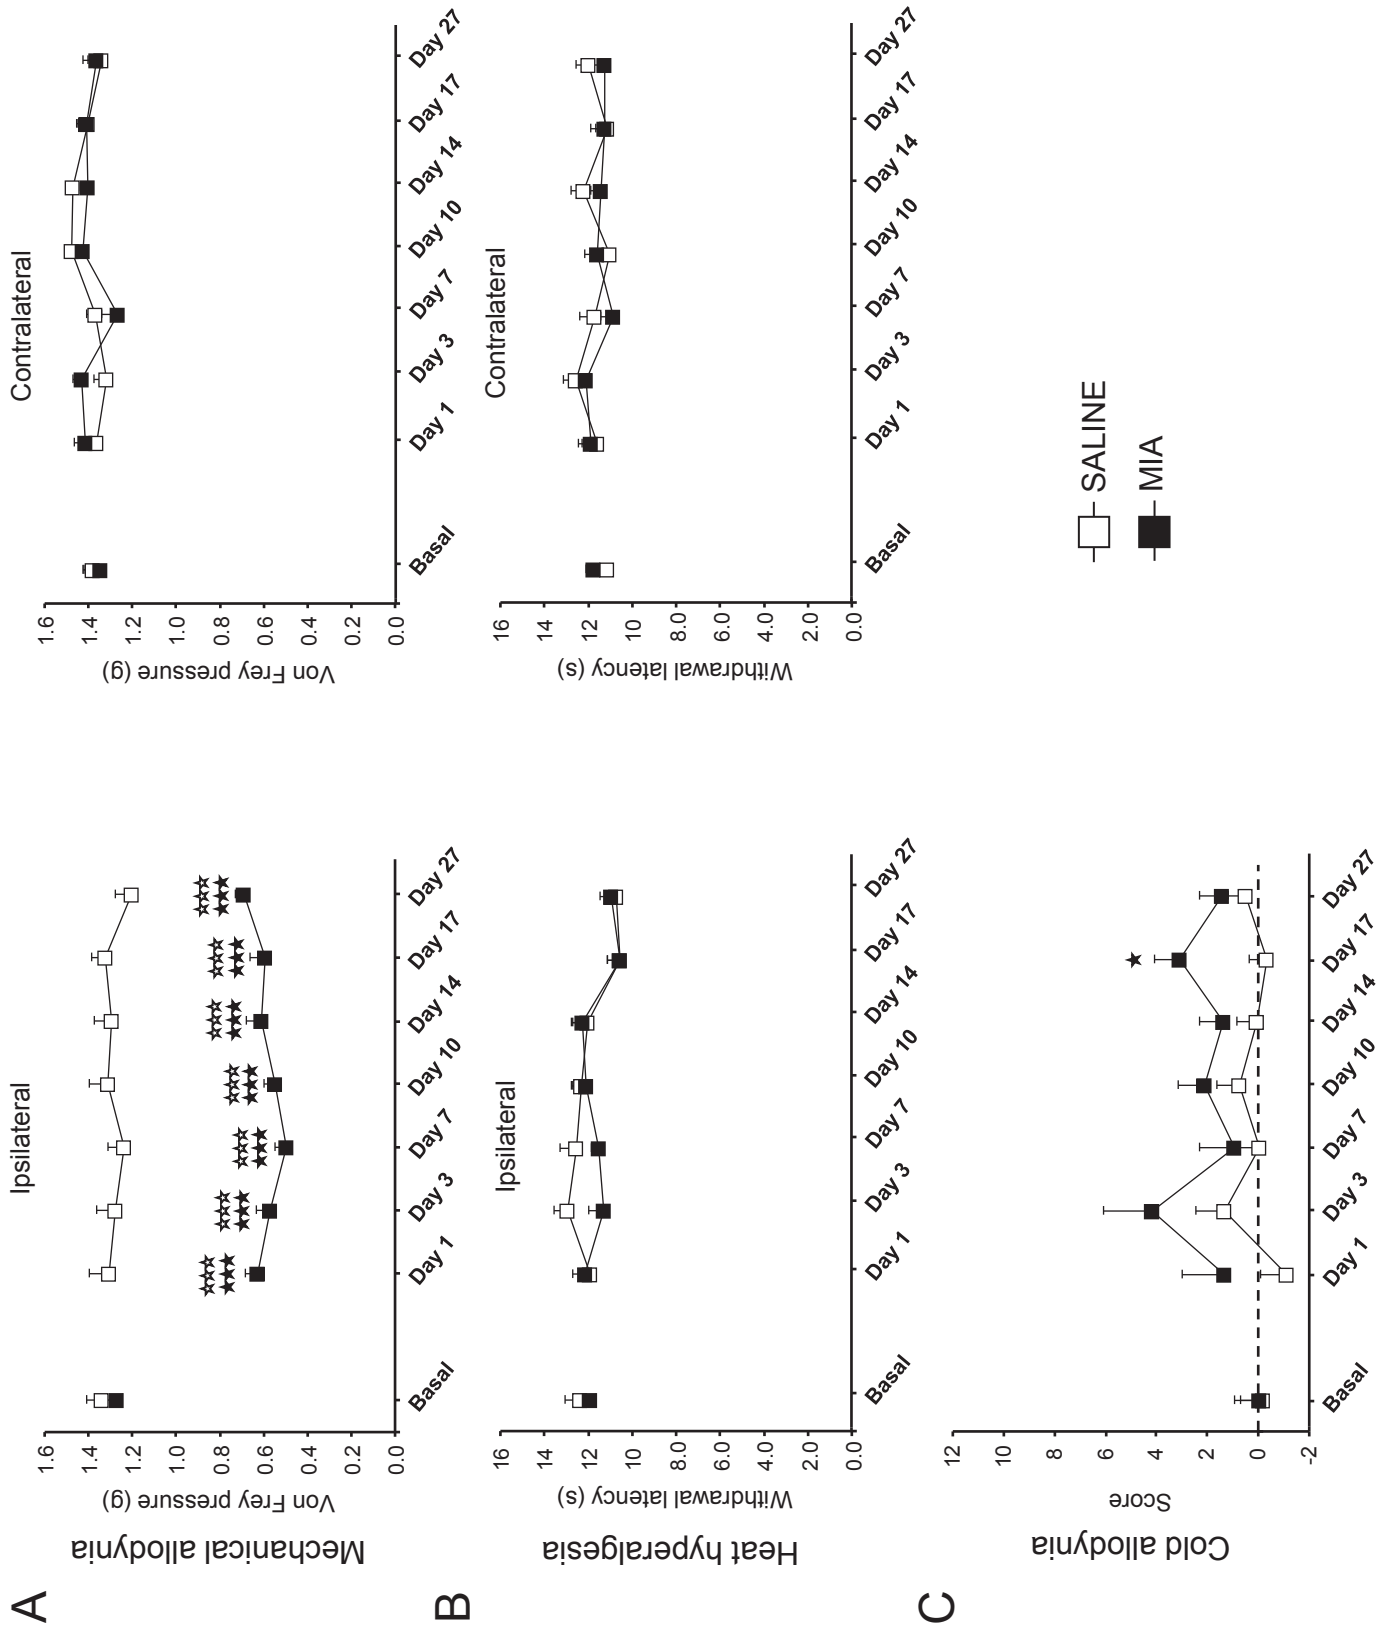 A
Mechanical allodynia
Ipsilateral
Von Frey pressure (g)
1.6
1.4
1.2
1.0
0.8
0.6
0.4
0.2
0.0
Basal Day 1 Day 3 Day 7 Day 10 Day 14 Day 17 Day 27
Contralateral
Von Frey pressure (g)
1.6
1.4
1.2
1.0
0.8
0.6
0.4
0.2
0.0
Basal Day 1 Day 3 Day 7 Day 10 Day 14 Day 17 Day 27
B
Heat hyperalgesia
Ipsilateral
Withdrawal latency (s)
16
14
12
10
8.0
6.0
4.0
2.0
0.0
Basal Day 1 Day 3 Day 7 Day 10 Day 14 Day 17 Day 27
Contralateral
Withdrawal latency (s)
16
14
12
10
8.0
6.0
4.0
2.0
0.0
Basal Day 1 Day 3 Day 7 Day 10 Day 14 Day 17 Day 27
C
Cold allodynia
Score
12
10
8
6
4
2
0
-2
Basal Day 1 Day 3 Day 7 Day 10 Day 14 Day 17 Day 27
SALINE
MIA